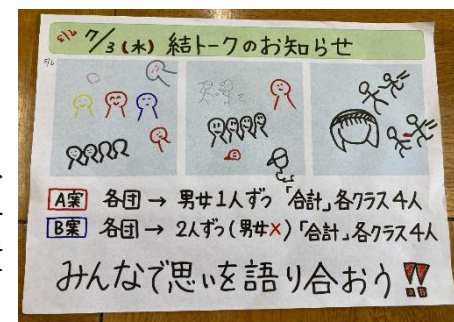 7/3(水) 結トークのお知らせ
A案 各団→ 男女1人ずつ 「合計」各クラス4人
B案 各団→ 2人ずつ(男女×)「合計」各クラス4人
みんなで思いを語り合おう!!